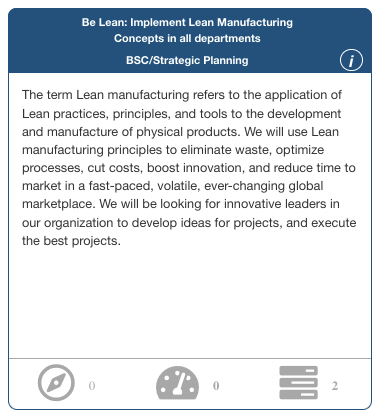 Be Lean: Implement Lean Manufacturing
Concepts in all departments
BSC/Strategic Planning
i
The term Lean manufacturing refers to the application of
Lean practices, principles, and tools to the development
and manufacture of physical products. We will use Lean
manufacturing principles to eliminate waste, optimize
processes, cut costs, boost innovation, and reduce time to
market in a fast-paced, volatile, ever-changing global
marketplace. We will be looking for innovative leaders in
our organization to develop ideas for projects, and execute
the best projects.
0 0 2